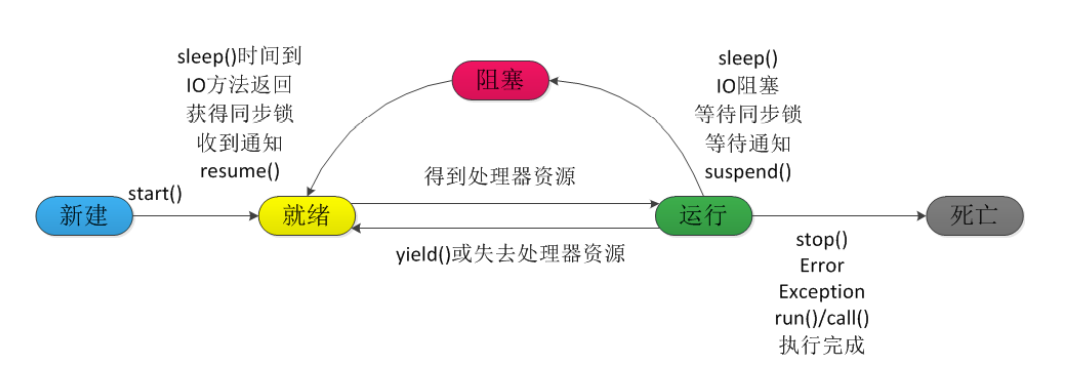 sleep()时间到
IO方法返回
获得同步锁
收到通知
resume()
阻塞
sleep()
IO阻塞
等待同步锁
等待通知
suspend()
新建
start()
就绪
得到处理器资源
yield()或失去处理器资源
运行
死亡
stop()
Error
Exception
run()/call()
执行完成